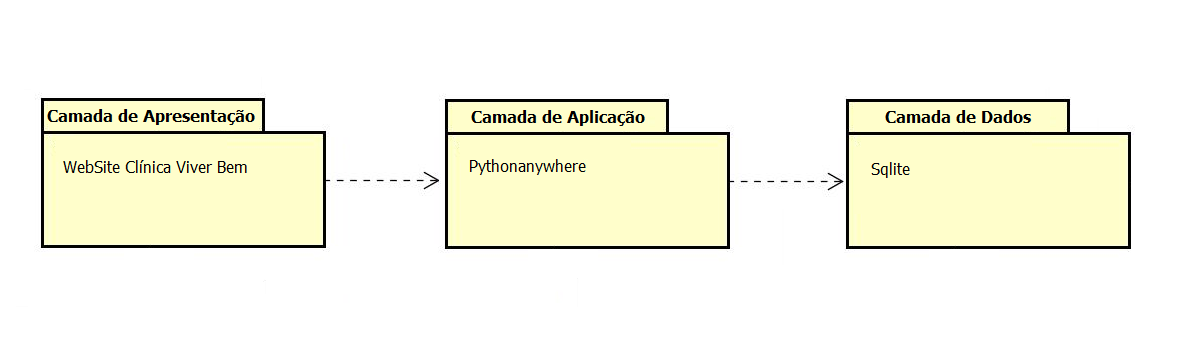 Camada de Apresentação
WebSite Clínica Viver Bem
Camada de Aplicação
Pythonanywhere
Camada de Dados
Sqlite